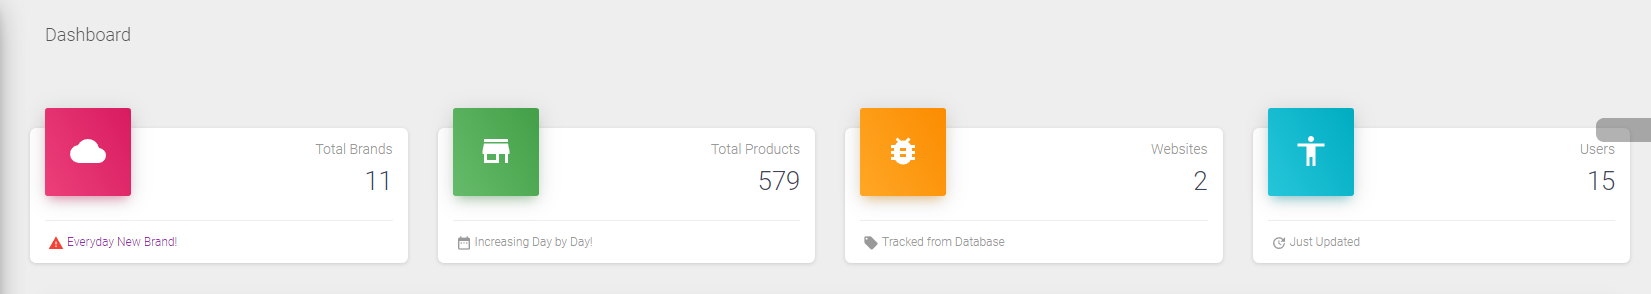 Dashboard
Total Brands
11
Everyday New Brand!
Total Products
579
Increasing Day by Day!
Websites
2
Tracked from Database
Users
15
Just Updated